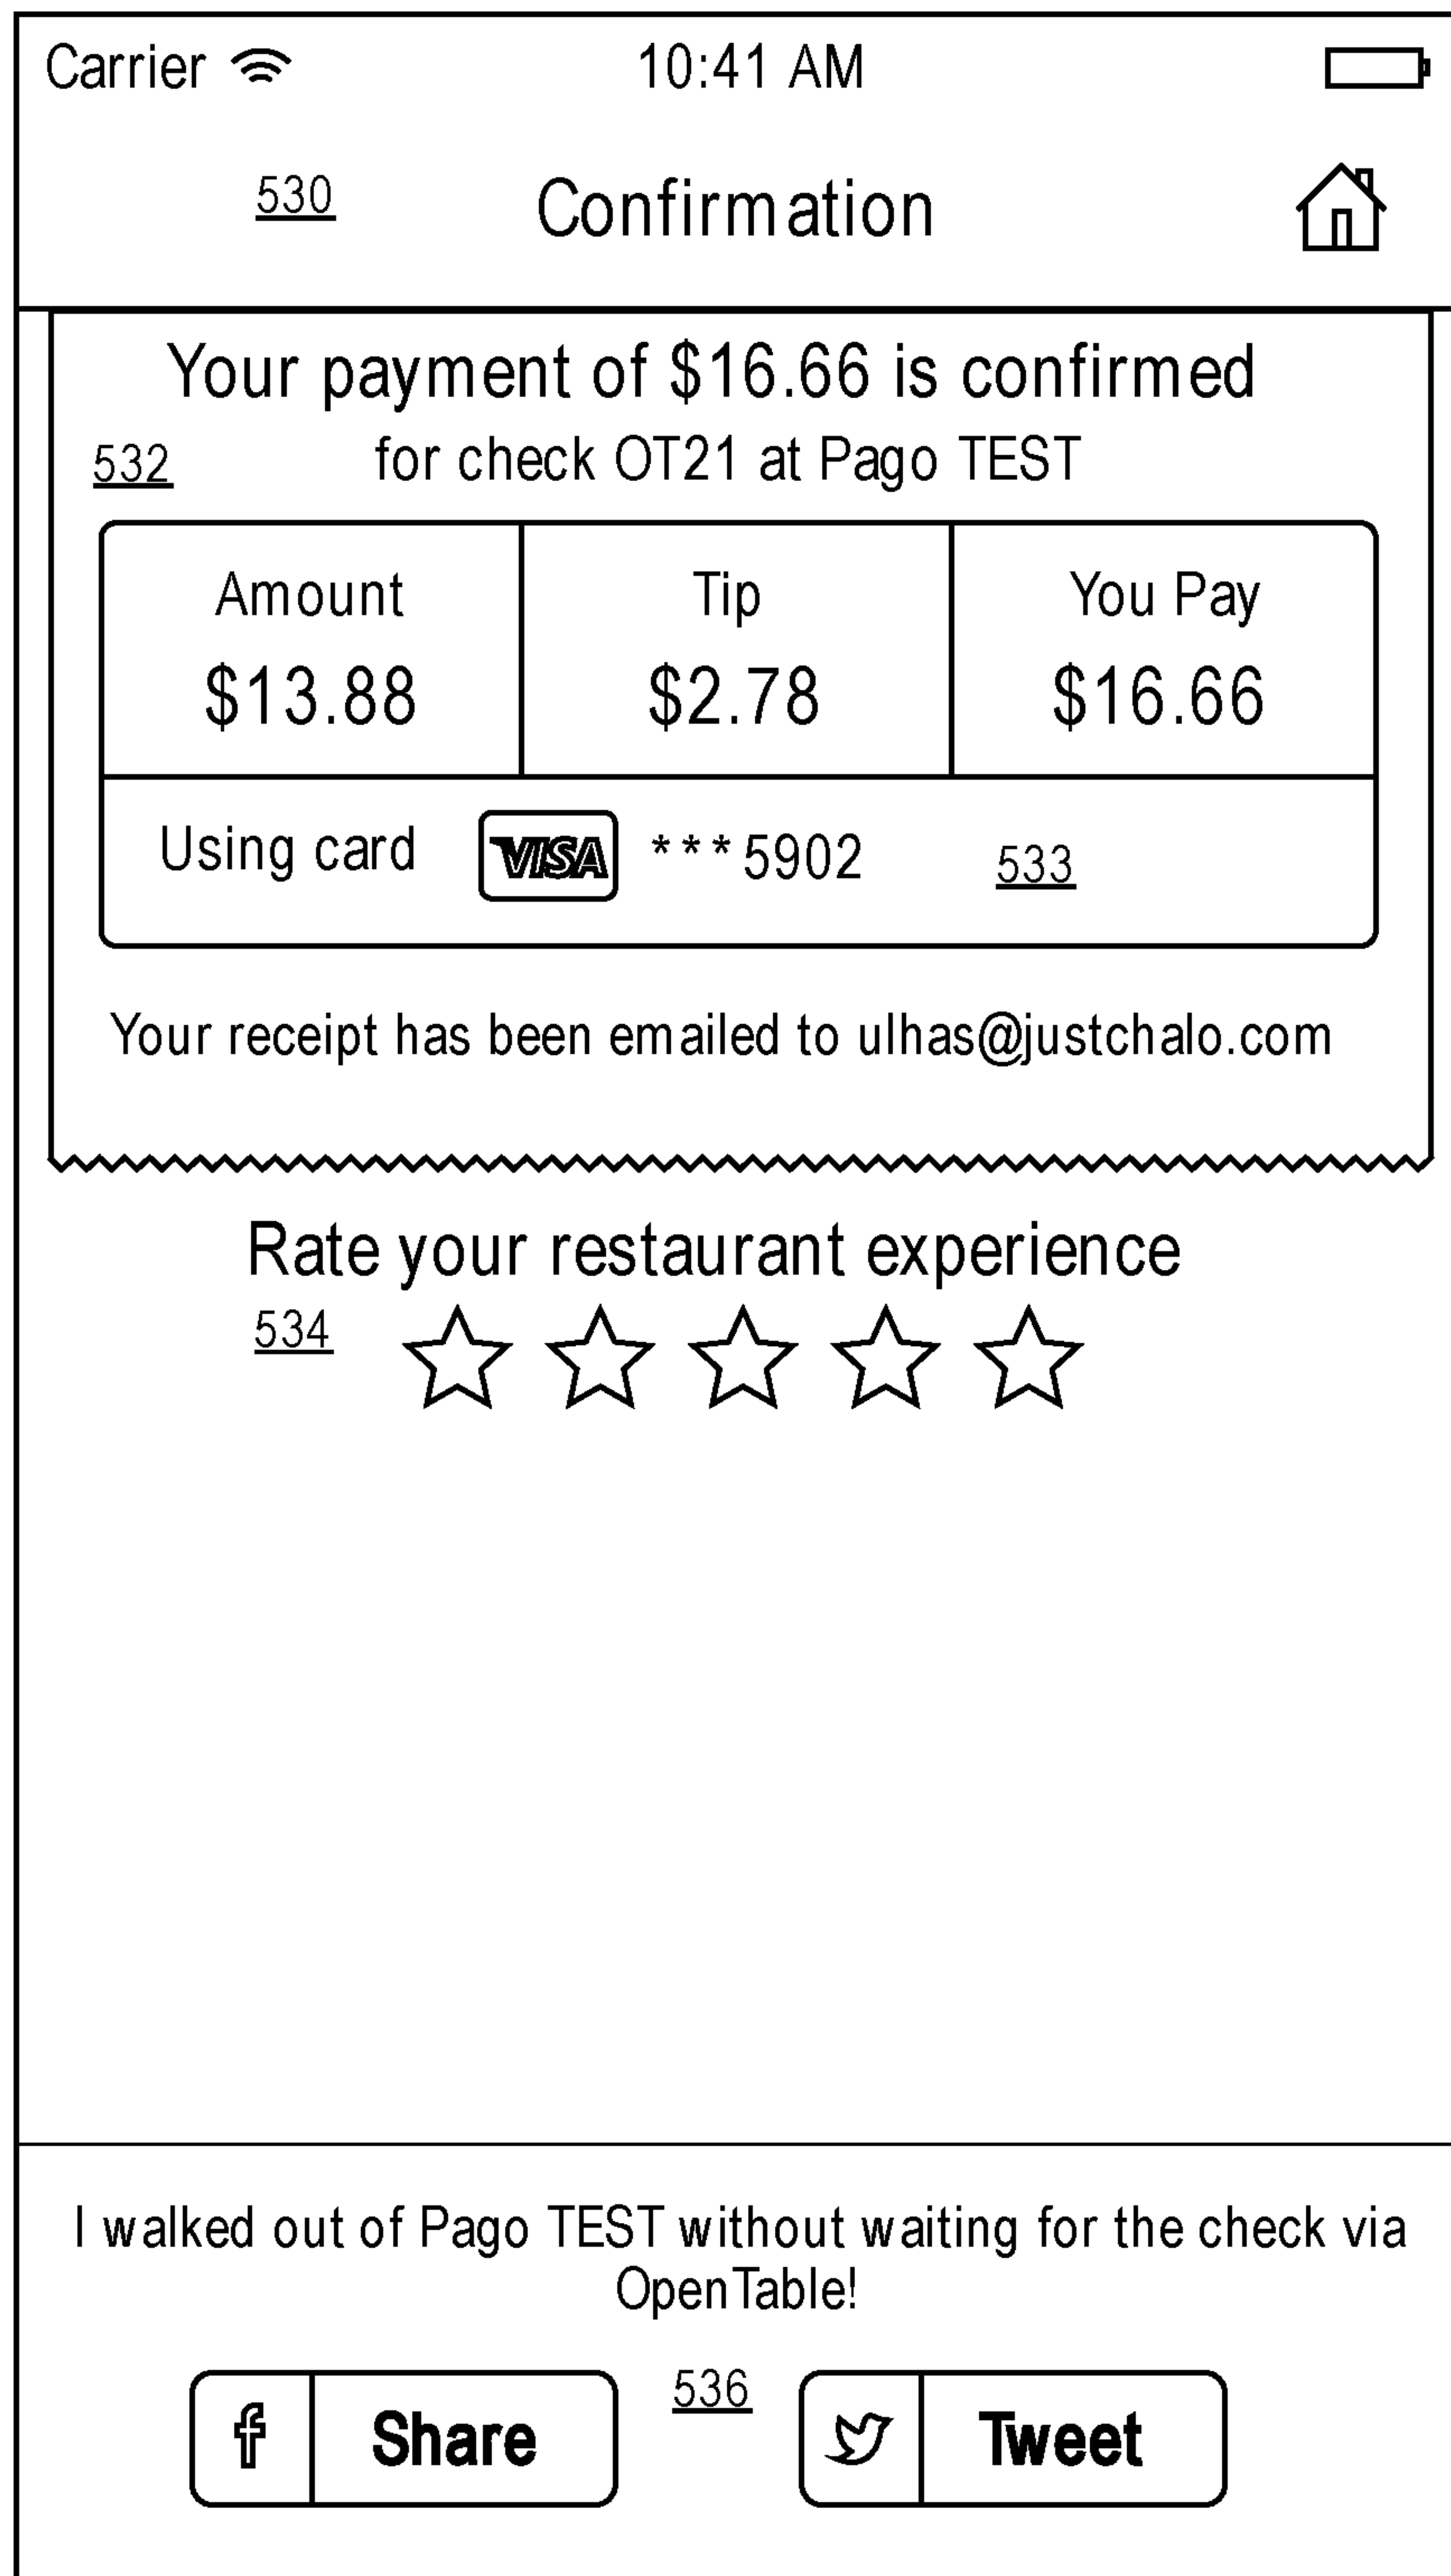 Carrier 10:41 AM
530 Confirmation
Your payment of $16.66 is confirmed
532 for check OT21 at Pago TEST
Amount Tip You Pay
$13.88 $2.78 $16.66
Using card VISA ***5902 533
Your receipt has been emailed to ulhas@justchalo.com
Rate your restaurant experience
534
I walked out of Pago TEST without waiting for the check via
OpenTable!
f Share 536 Tweet